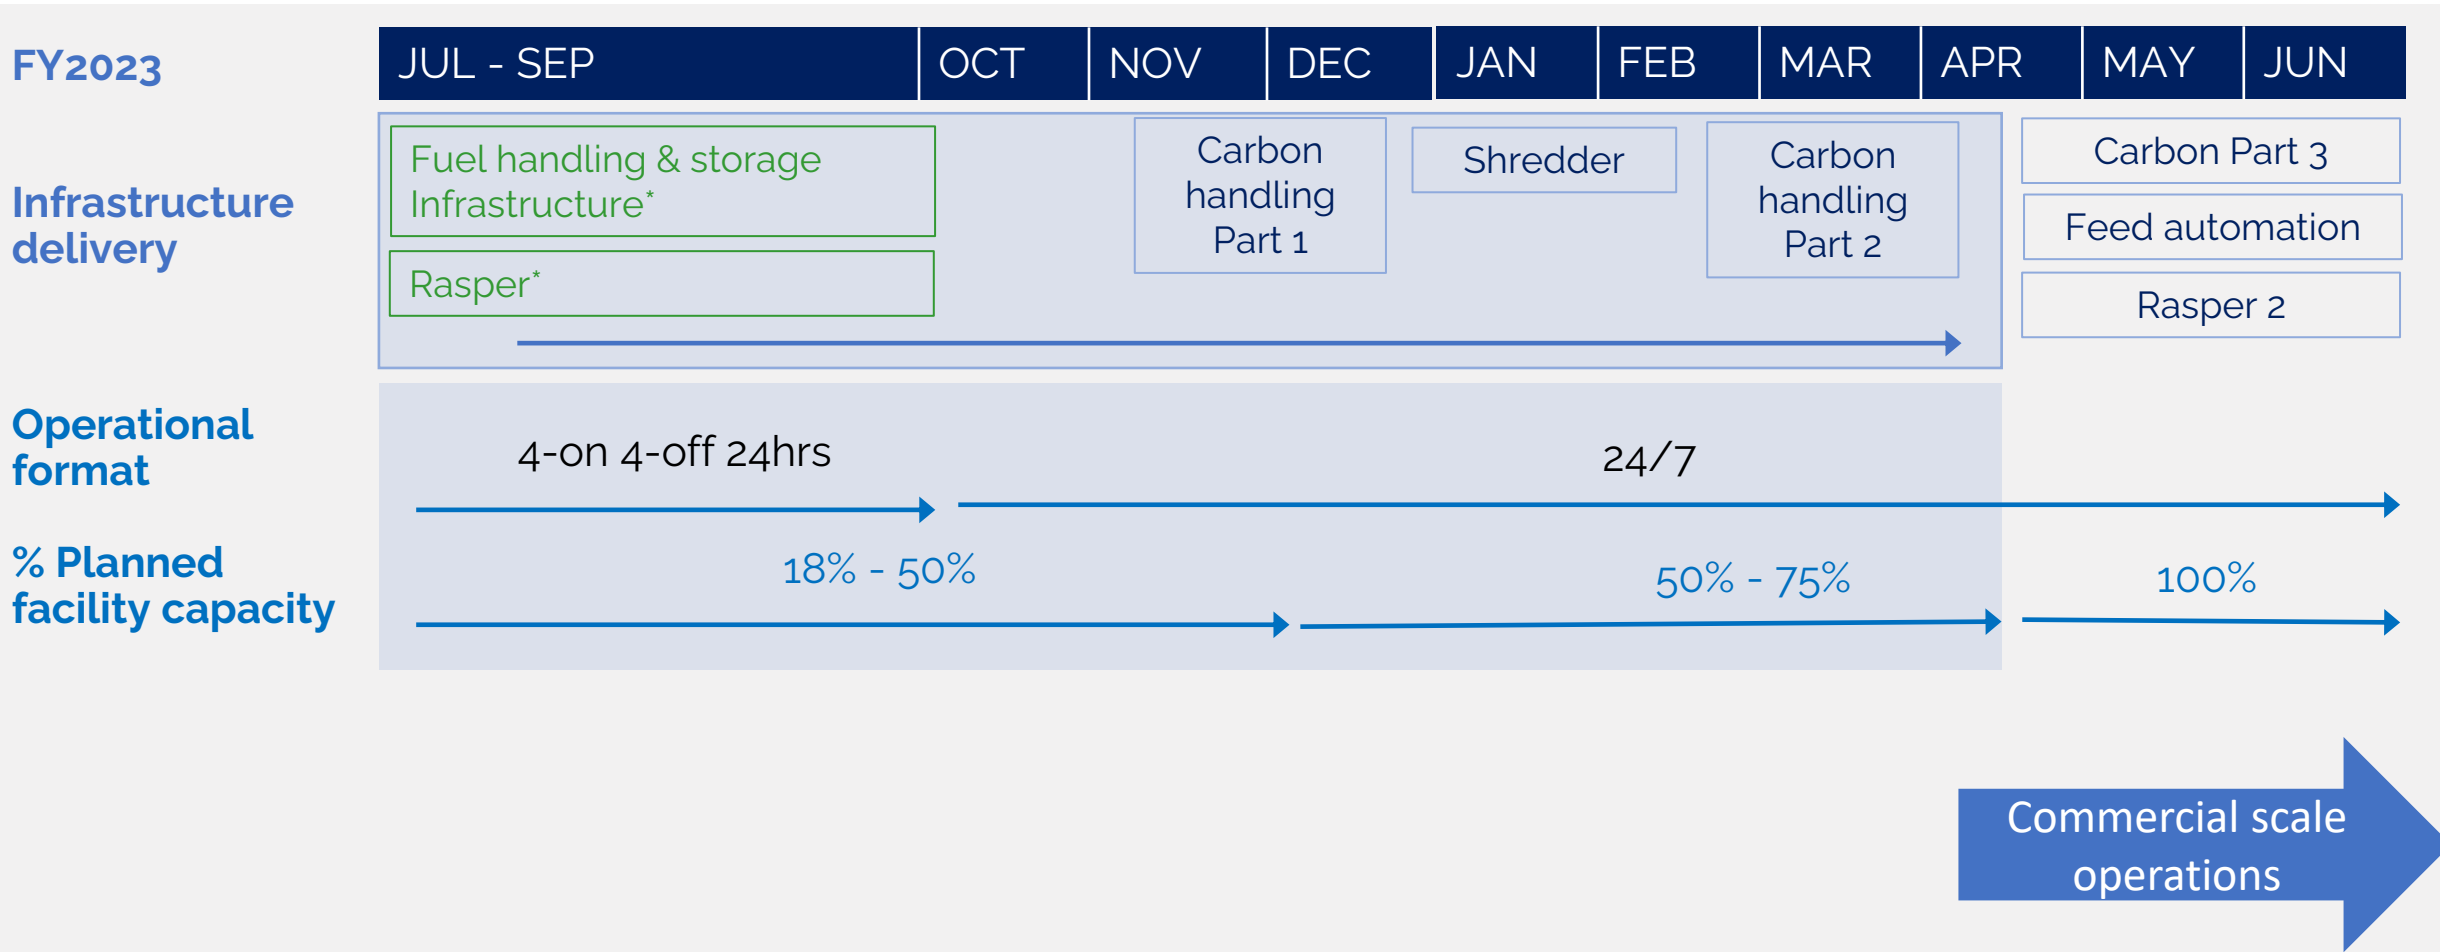 FY2023
JUL - SEP
OCT
NOV
DEC
JAN
FEB
MAR
APR
MAY
JUN
Infrastructure
delivery
Fuel handling & storage
Infrastructure*
Rasper*
Carbon
handling
Part 1
Shredder
Carbon
handling
Part 2
Carbon Part 3
Feed automation
Rasper 2
Operational
format
4-on 4-off 24hrs
24/7
% Planned
facility capacity
18% - 50%
50% - 75%
100%
Commercial scale
operations